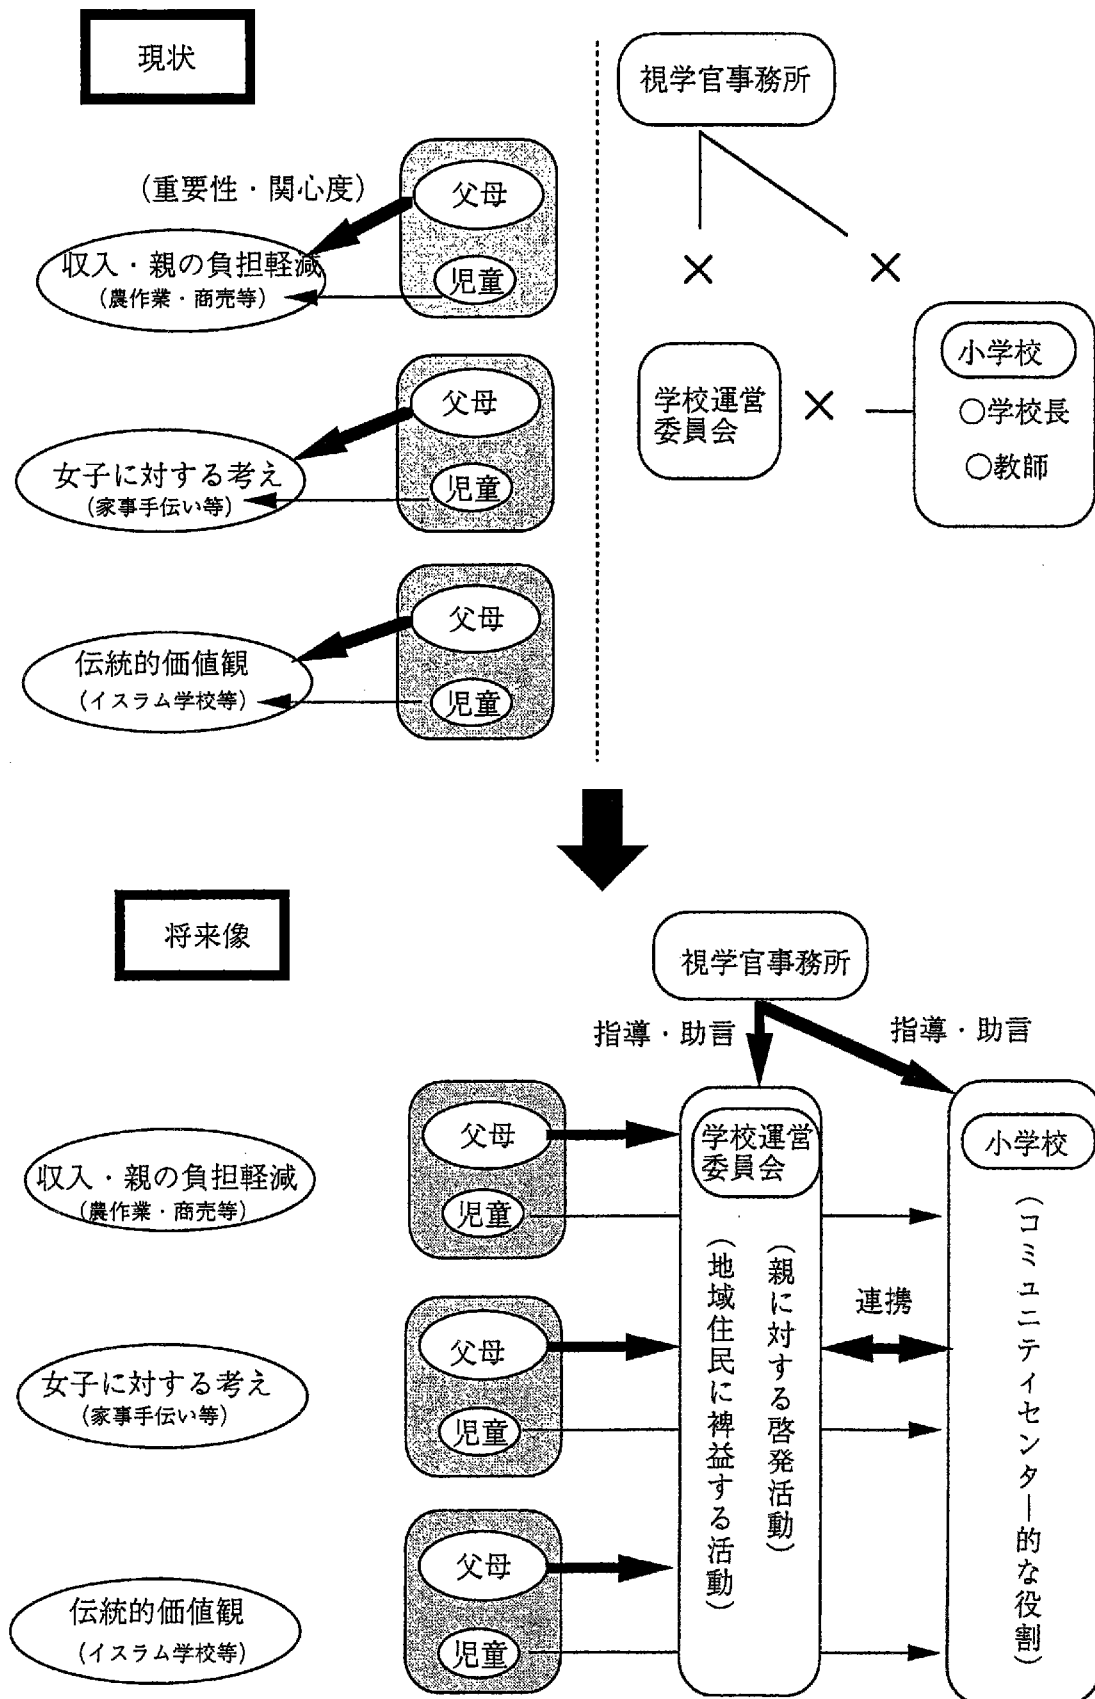 現状
視学官事務所
(重要性・関心度)
父母
収入・親の負担軽減
(農作業・商売等)
児童
小学校
○学校長
○教師
学校運営
委員会
父母
女子に対する考え
(家事手伝い等)
児童
父母
伝統的価値観
(イスラム学校等)
児童
将来像
視学官事務所
指導・助言
指導・助言
父母
学校運営
委員会
小学校
収入・親の負担軽減
(農作業・商売等)
児童
(親に対する啓発活動)
(地域住民に裨益する活動)
連携
(コミュニティセンター的な役割)
父母
女子に対する考え
(家事手伝い等)
児童
父母
伝統的価値観
(イスラム学校等)
児童